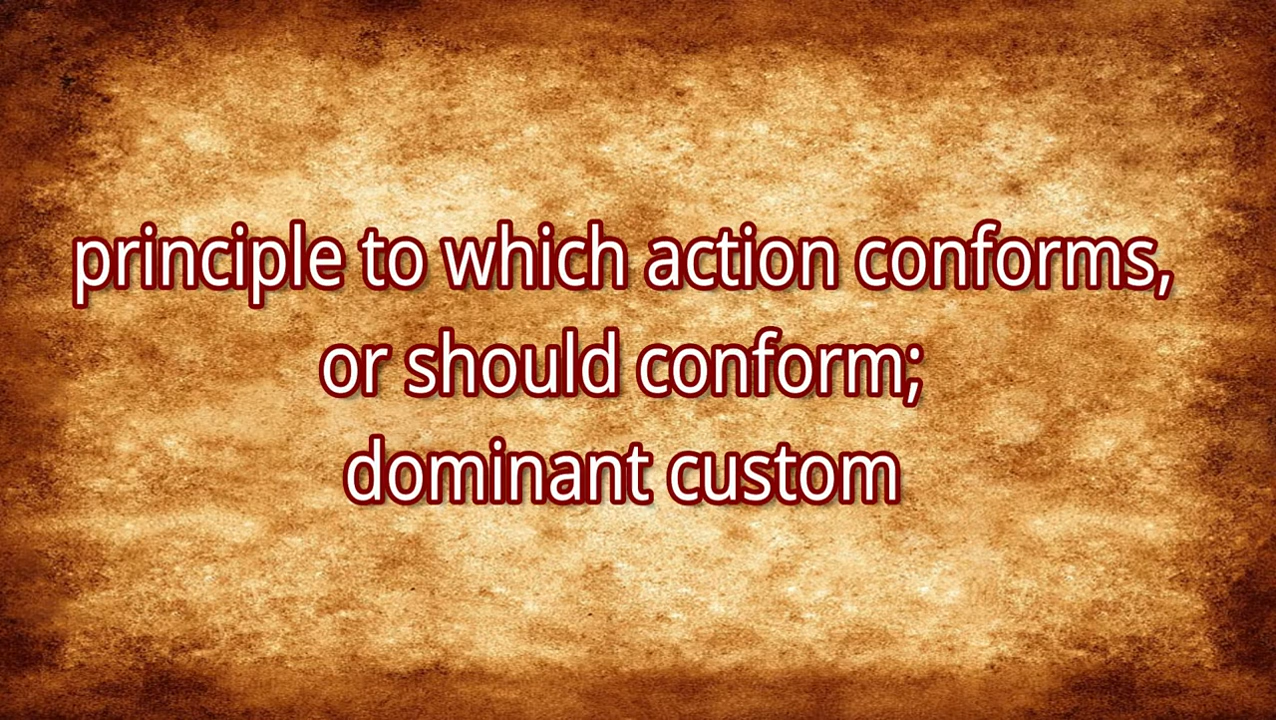 principle to which action conforms,
or should conform;
dominant custom